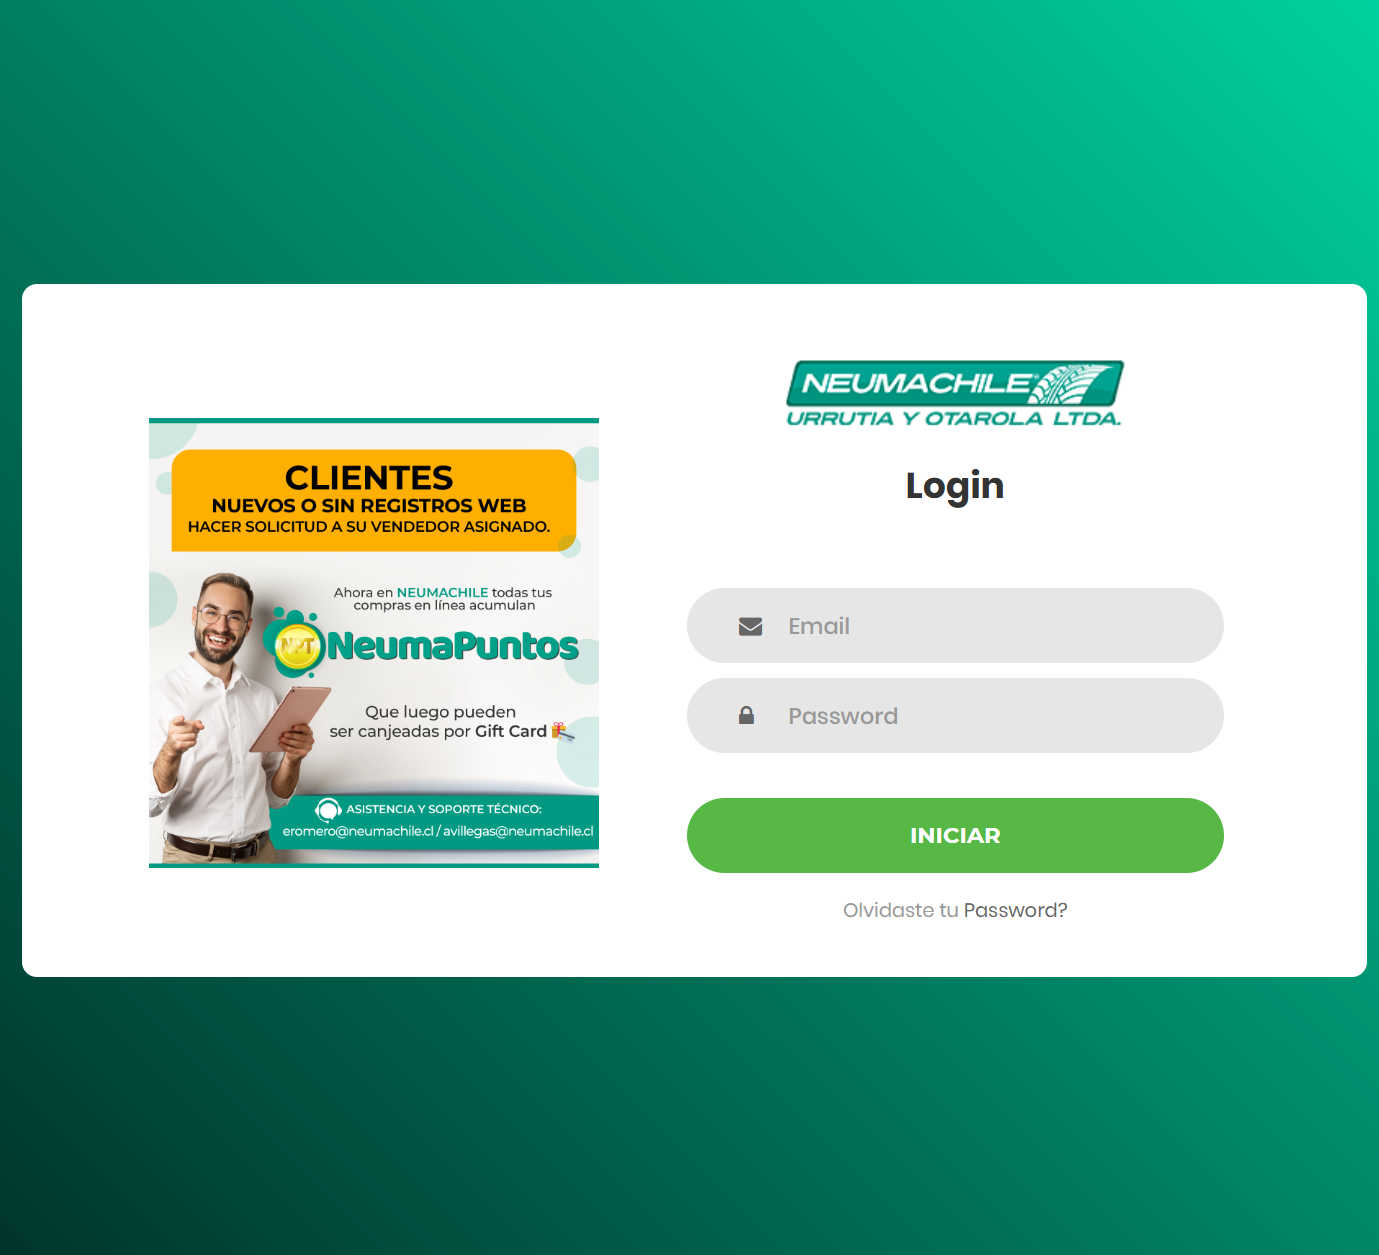 CLIENTES
NUEVOS O SIN REGISTROS WEB
HACER SOLICITUD A SU VENDEDOR ASIGNADO.
Ahora en NEUMACHILE todas tus
compras en línea acumulan
NPT NeumaPuntos
Que luego pueden
ser canjeadas por Gift Card
ASISTENCIA Y SOPORTE TÉCNICO:
eromero@neumachile.cl / avillegas@neumachile.cl
NEUMACHILE®
URRUTIA Y OTAROLA LTDA.
Login
Email
Password
INICIAR
Olvidaste tu Password?